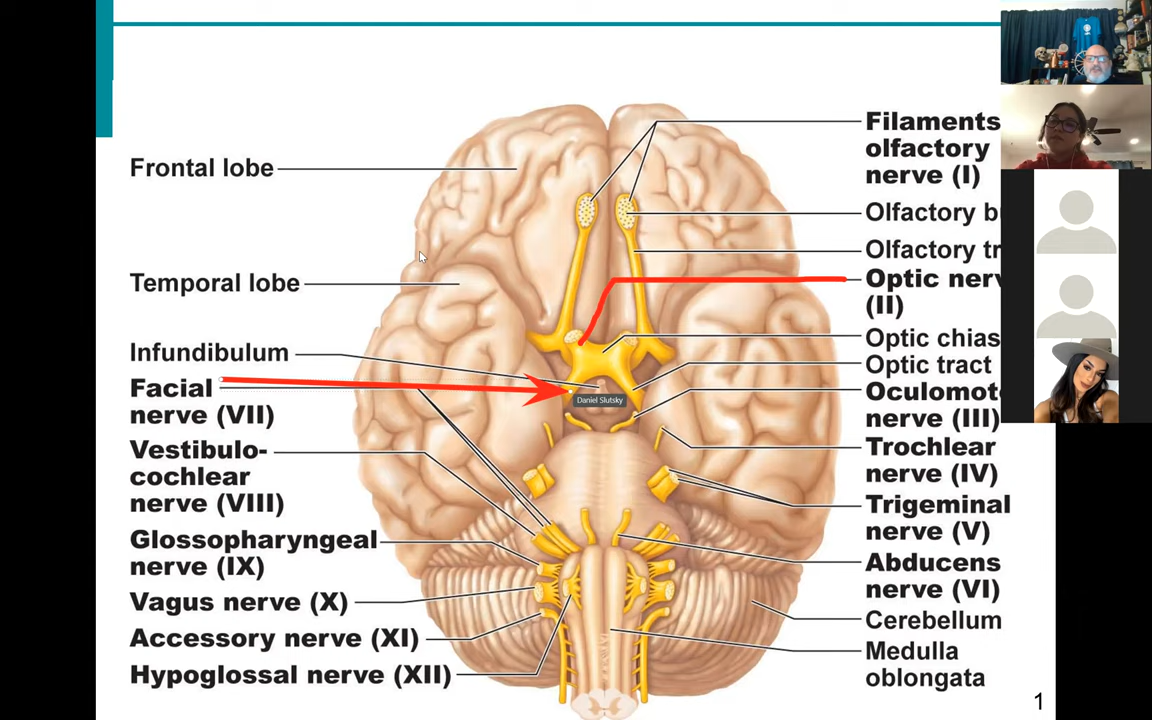 Frontal lobe
Temporal lobe
Infundibulum
Facial
nerve (VII)
Vestibulo-
cochlear
nerve (VIII)
Glossopharyngeal
nerve (IX)
Vagus nerve (X)
Accessory nerve (XI)
Hypoglossal nerve (XII)
Daniel Slutsky
Filaments
olfactory
nerve (I)
Olfactory b
Olfactory tr
Optic nerv
(II)
Optic chias
Optic tract
Oculomoto
nerve (III)
Trochlear
nerve (IV)
Trigeminal
nerve (V)
Abducens
nerve (VI)
Cerebellum
Medulla
oblongata
1